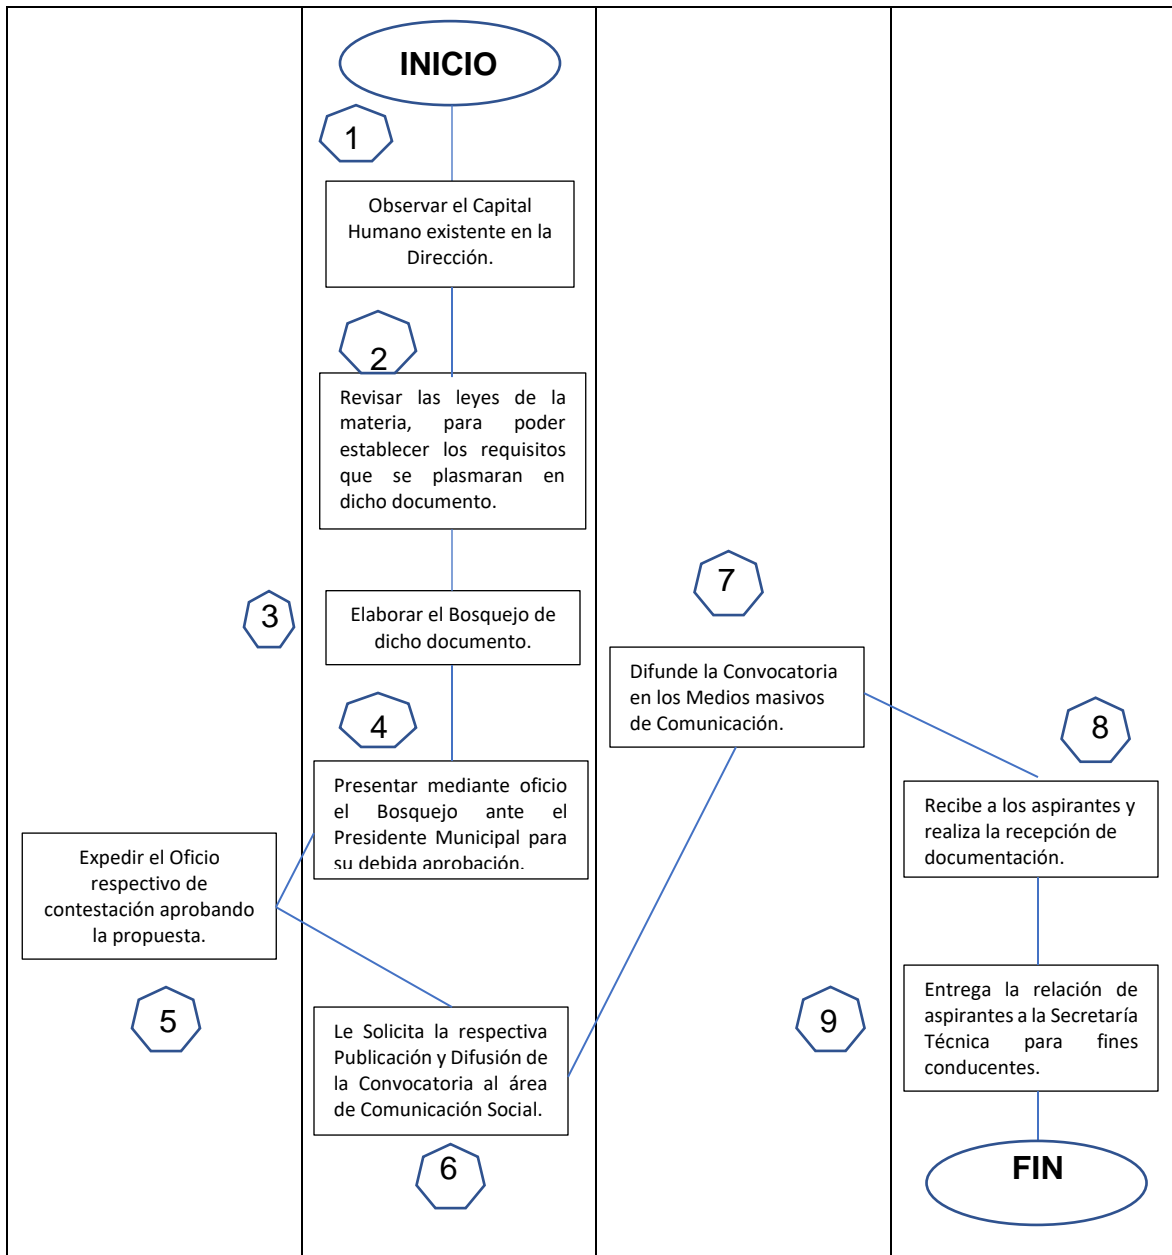 INICIO
1
Observar el Capital
Humano existente en la
Dirección.
2
Revisar las leyes de la
materia, para poder
establecer los requisitos
que se plasmaran en
dicho documento.
3
Elaborar el Bosquejo de
dicho documento.
4
Presentar mediante oficio
el Bosquejo ante el
Presidente Municipal para
su debida aprobación.
Expedir el Oficio
respectivo de
contestación aprobando
la propuesta.
5
Le Solicita la respectiva
Publicación y Difusión de
la Convocatoria al área
de Comunicación Social.
6
7
Difunde la Convocatoria
en los Medios masivos
de Comunicación.
8
Recibe a los aspirantes y
realiza la recepción de
documentación.
9
Entrega la relación de
aspirantes a la Secretaría
Técnica para fines
conducentes.
FIN